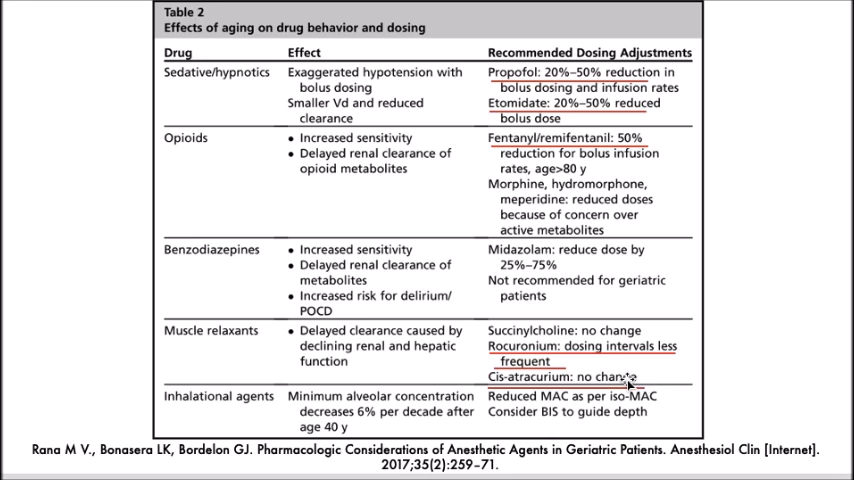 Table 2
Effects of aging on drug behavior and dosing
Drug Effect Recommended Dosing Adjustments
Sedative/hypnotics Exaggerated hypotension with Propofol: 20%–50% reduction in
bolus dosing bolus dosing and infusion rates
Smaller Vd and reduced Etomidate: 20%–50% reduced
clearance bolus dose
Opioids • Increased sensitivity Fentanyl/remifentanil: 50%
• Delayed renal clearance of reduction for bolus infusion
opioid metabolites rates, age>80 y
Morphine, hydromorphone,
meperidine: reduced doses
because of concern over
active metabolites
Benzodiazepines • Increased sensitivity Midazolam: reduce dose by
• Delayed renal clearance of 25%–75%
metabolites Not recommended for geriatric
• Increased risk for delirium/ patients
POCD
Muscle relaxants • Delayed clearance caused by Succinylcholine: no change
declining renal and hepatic Rocuronium: dosing intervals less
function frequent
Cis-atracurium: no change
Inhalational agents Minimum alveolar concentration Reduced MAC as per iso-MAC
decreases 6% per decade after Consider BIS to guide depth
age 40 y
Rana M V., Bonasera LK, Bordelon GJ. Pharmacologic Considerations of Anesthetic Agents in Geriatric Patients. Anesthesiol Clin [Internet].
2017;35(2):259–71.